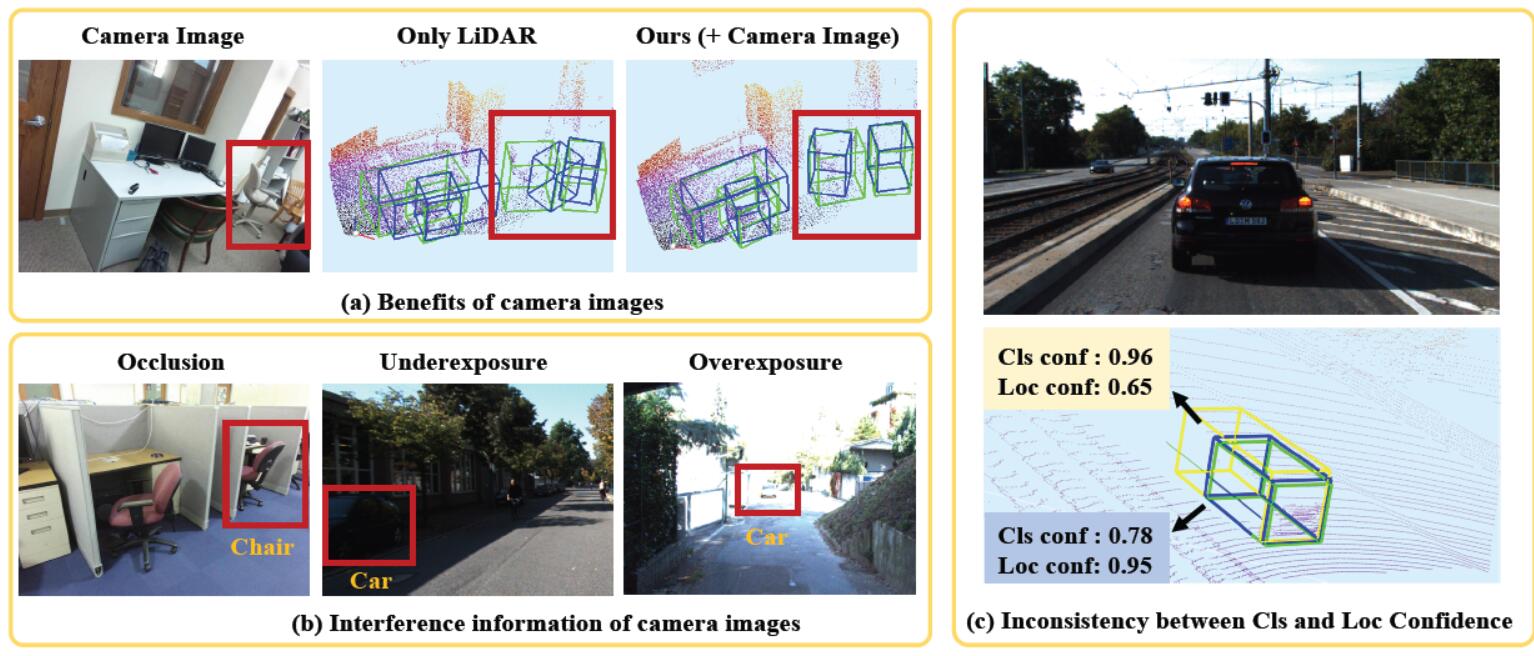 Camera Image
Only LiDAR
Ours (+ Camera Image)
(a) Benefits of camera images
Occlusion
Underexposure
Overexposure
Chair
Car
Car
(b) Interference information of camera images
Cls conf : 0.96
Loc conf: 0.65
Cls conf : 0.78
Loc conf: 0.95
(c) Inconsistency between Cls and Loc Confidence